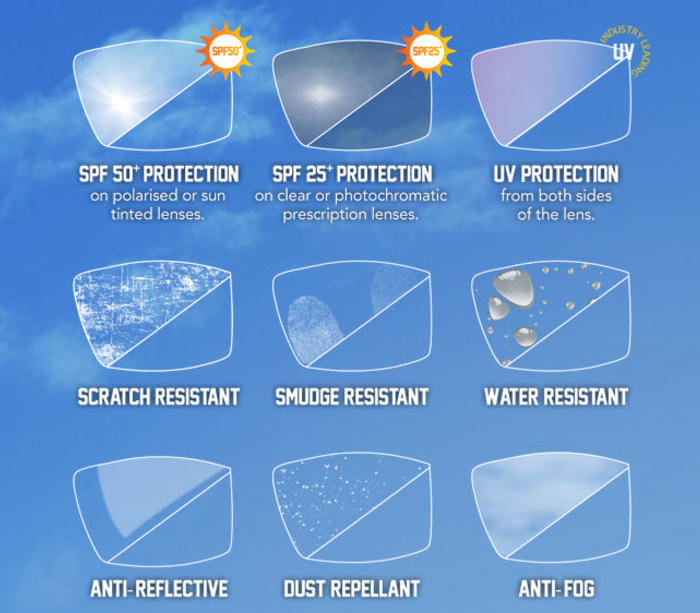 SPF50+
SPF25+
INDUSTRY LEADING
UV
SPF 50+ PROTECTION
on polarised or sun
tinted lenses.
SPF 25+ PROTECTION
on clear or photochromatic
prescription lenses.
UV PROTECTION
from both sides
of the lens.
SCRATCH RESISTANT
SMUDGE RESISTANT
WATER RESISTANT
ANTI-REFLECTIVE
DUST REPELLANT
ANTI-FOG